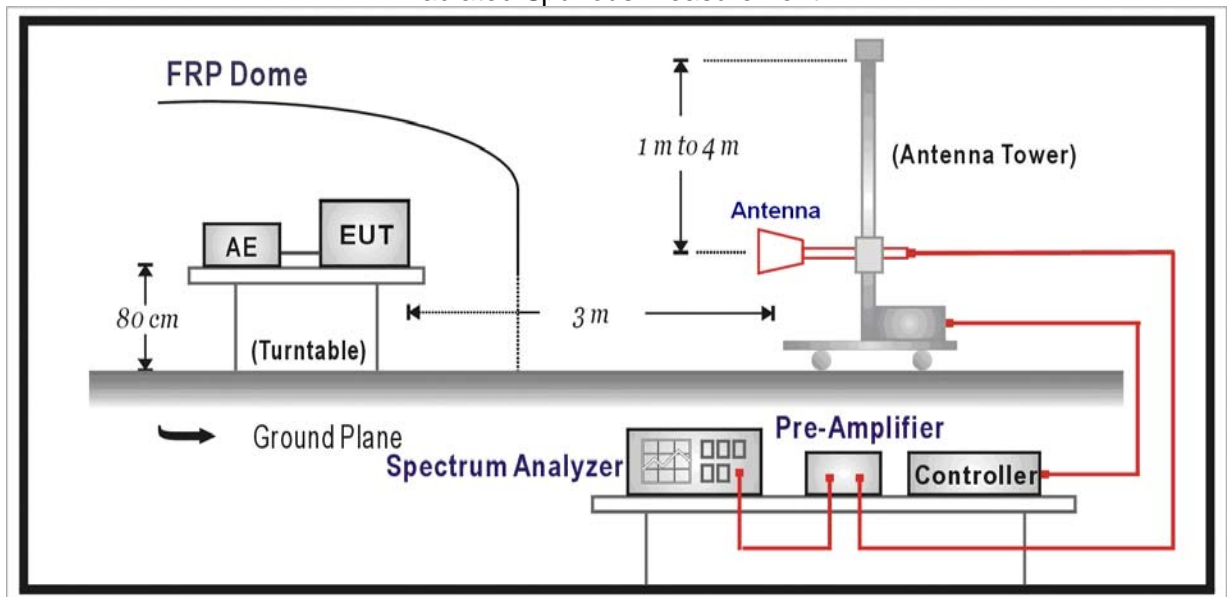 FRP Dome
1 m to 4 m
(Antenna Tower)
Antenna
AE
EUT
80 cm
3 m
(Turntable)
Ground Plane
Pre-Amplifier
Spectrum Analyzer
Controller